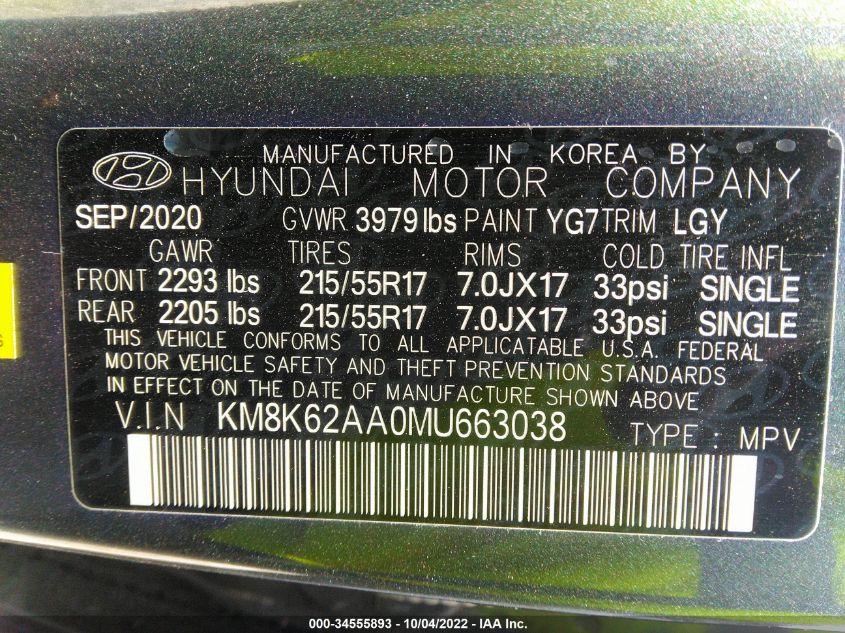 MANUFACTURED IN KOREA BY
HYUNDAI MOTOR COMPANY
SEP/2020 GVWR 3979 lbs PAINT YG7 TRIM LGY
GAWR TIRES RIMS COLD TIRE INFL
FRONT 2293 lbs 215/55R17 7.0JX17 33psi SINGLE
REAR 2205 lbs 215/55R17 7.0JX17 33psi SINGLE
THIS VEHICLE CONFORMS TO ALL APPLICATABLE U.S.A. FEDERAL
MOTOR VEHICLE SAFETY AND THEFT PREVENTION STANDARDS
IN EFFECT ON THE DATE OF MANUFACTURE SHOWN ABOVE
V.I.N KM8K62AA0MU663038 TYPE : MPV
000-34555893 - 10/04/2022 - IAA Inc.